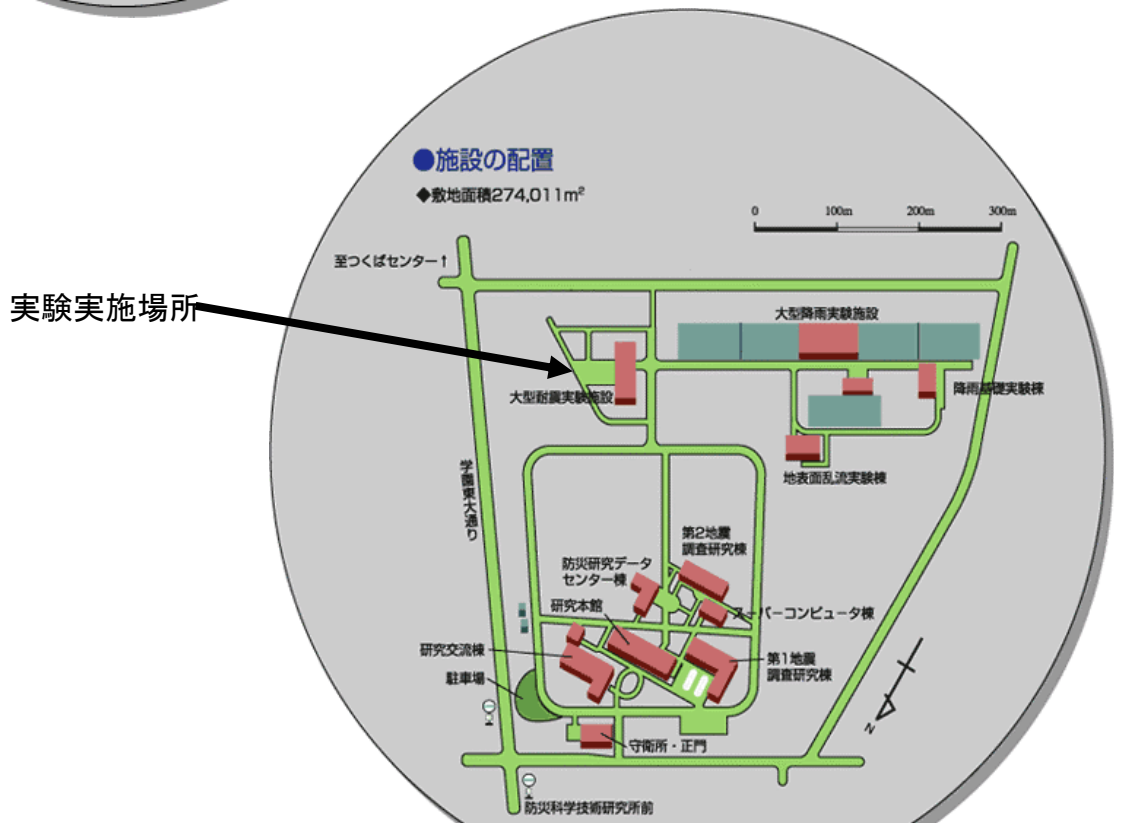 ●施設の配置
◆敷地面積274,011m²
0 100m 200m 300m
至つくばセンター↑
実験実施場所
大型降雨実験施設
大型耐震実験施設
降雨基礎実験棟
地表面乱流実験棟
学園東大通り
第2地震
調査研究棟
防災研究データ
センター棟
研究本館
スーパーコンピュータ棟
研究交流棟
第1地震
調査研究棟
駐車場
N
守衛所・正門
防災科学技術研究所前